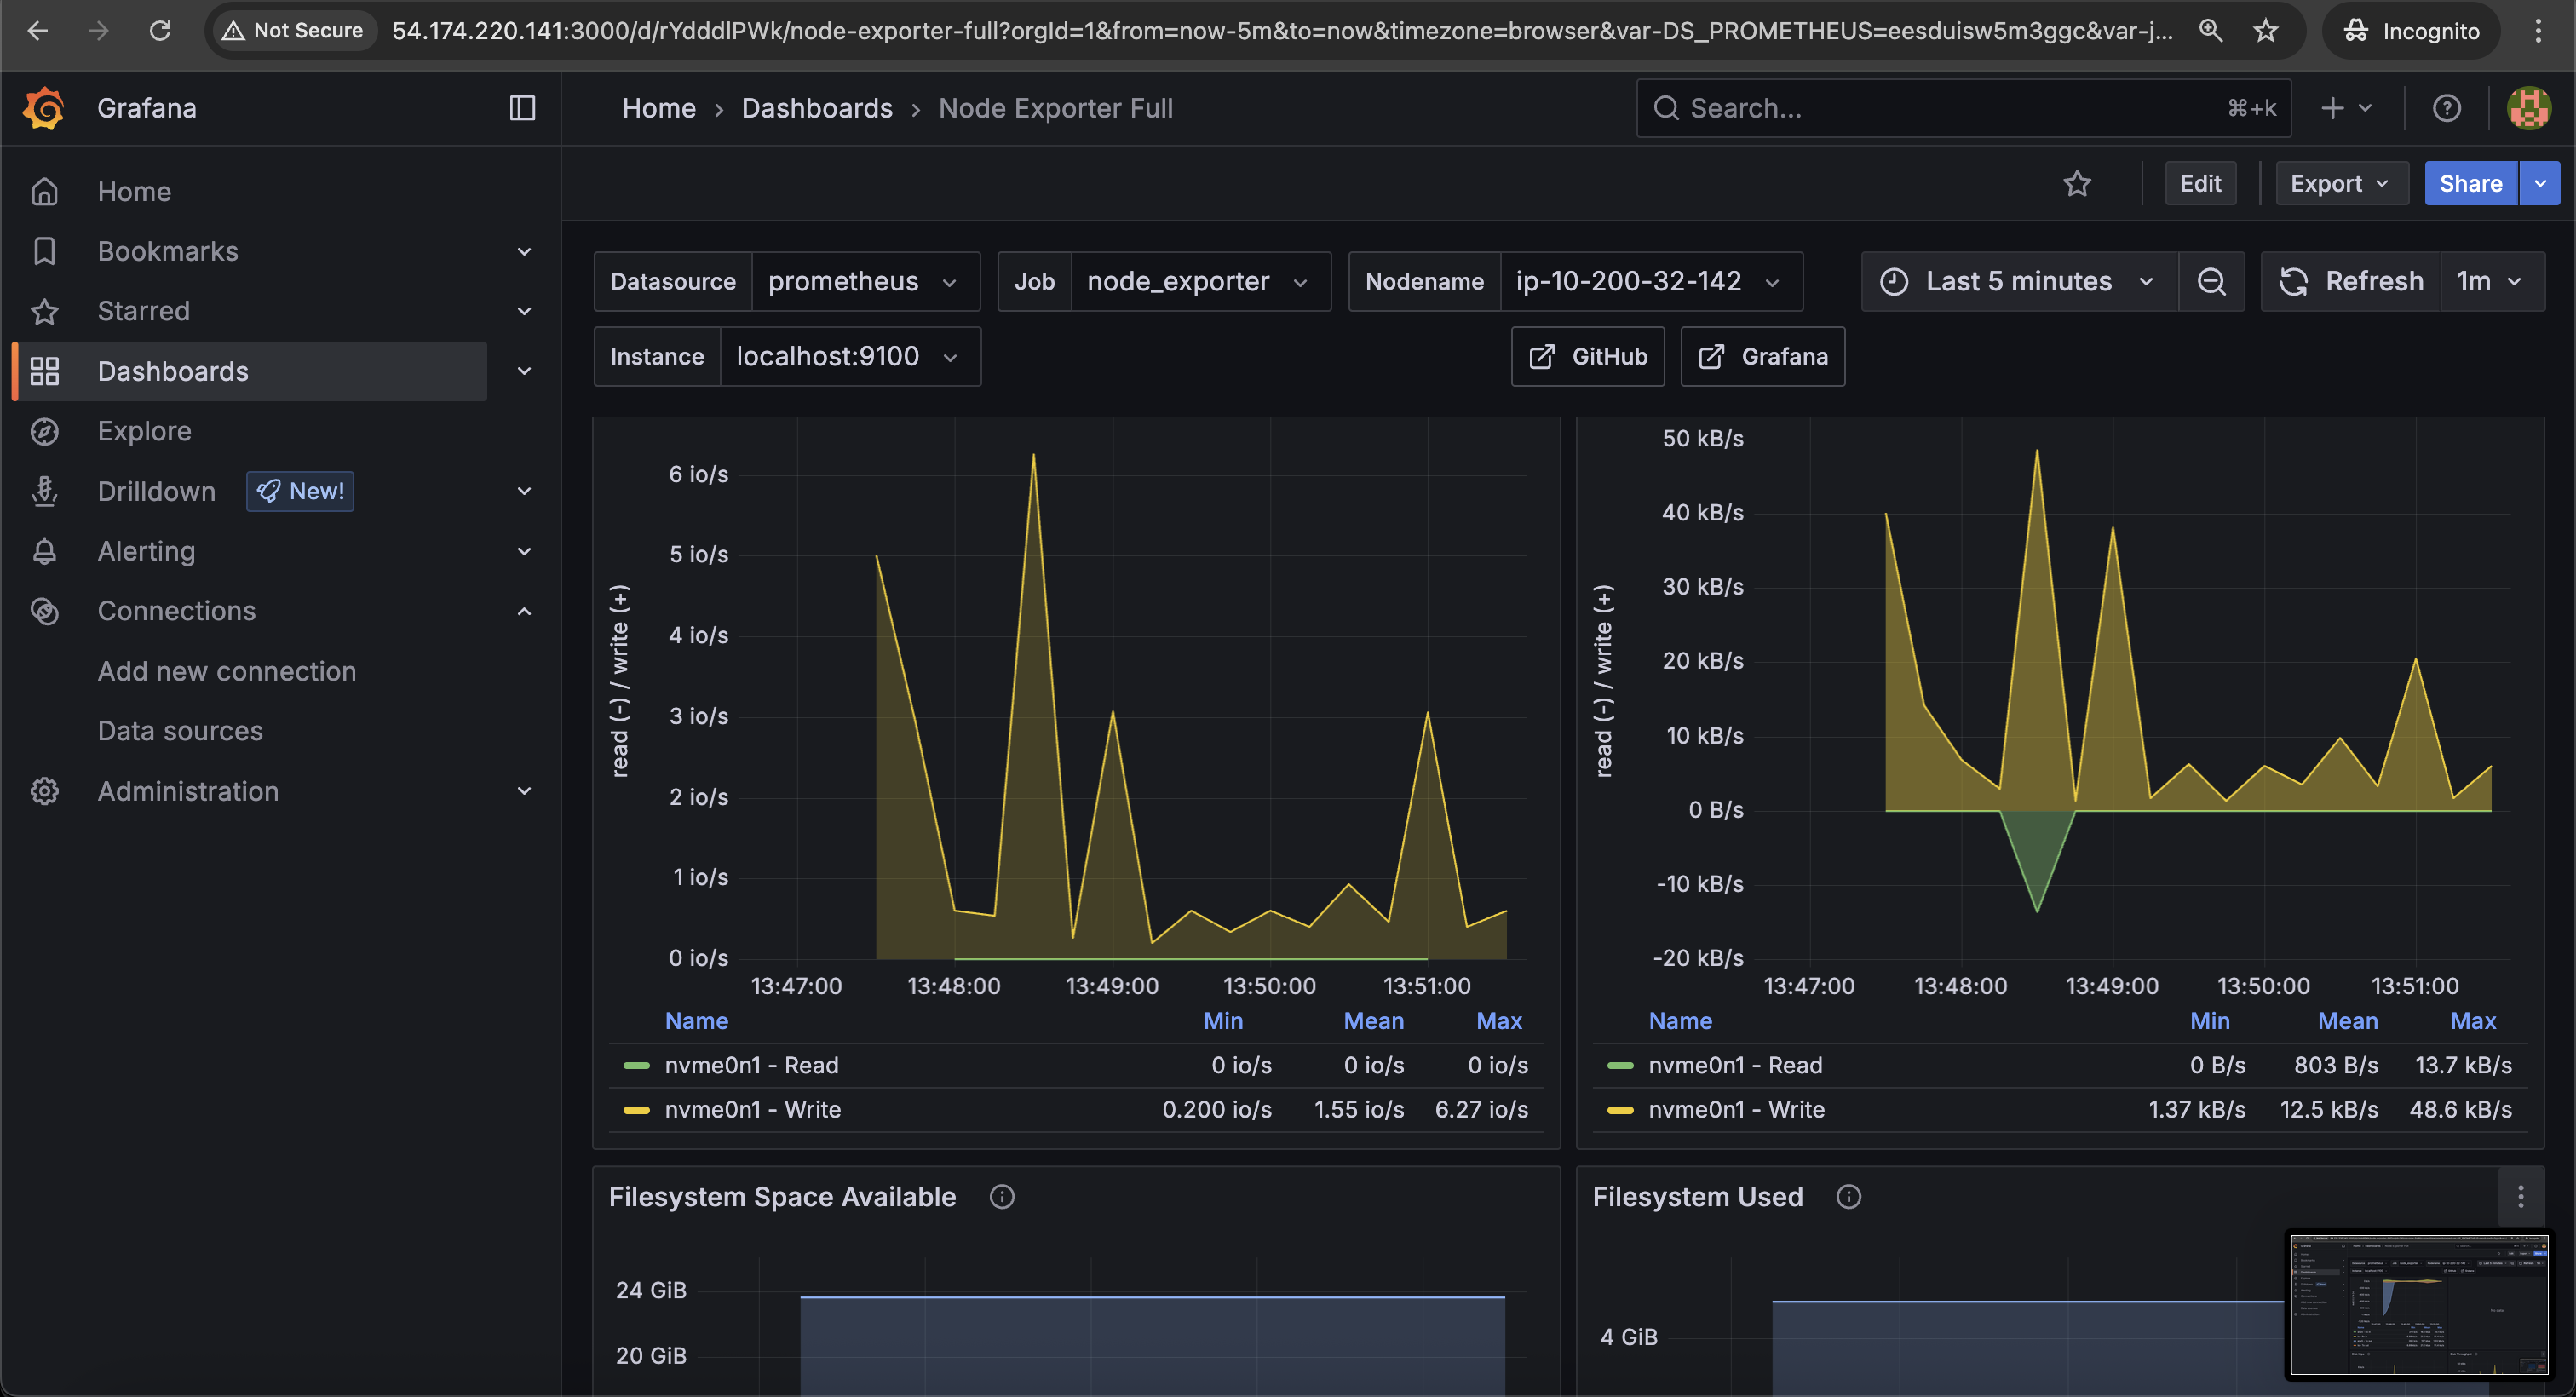 Not Secure 54.174.220.141:3000/d/rYdddlPWk/node-exporter-full?orgId=1&from=now-5m&to=now&timezone=browser&var-DS_PROMETHEUS=eesduisw5m3ggc&var-j... Incognito
Grafana
Home › Dashboards › Node Exporter Full
Search... ⌘+k
Edit Export Share
Home
Bookmarks
Starred
Dashboards
Explore
Drilldown New!
Alerting
Connections
Add new connection
Data sources
Administration
Datasource prometheus Job node_exporter Nodename ip-10-200-32-142 Last 5 minutes Refresh 1m
Instance localhost:9100 GitHub Grafana
read (-) / write (+)
6 io/s
5 io/s
4 io/s
3 io/s
2 io/s
1 io/s
0 io/s
13:47:00 13:48:00 13:49:00 13:50:00 13:51:00
Name Min Mean Max
nvme0n1 - Read 0 io/s 0 io/s 0 io/s
nvme0n1 - Write 0.200 io/s 1.55 io/s 6.27 io/s
read (-) / write (+)
50 kB/s
40 kB/s
30 kB/s
20 kB/s
10 kB/s
0 B/s
-10 kB/s
-20 kB/s
13:47:00 13:48:00 13:49:00 13:50:00 13:51:00
Name Min Mean Max
nvme0n1 - Read 0 B/s 803 B/s 13.7 kB/s
nvme0n1 - Write 1.37 kB/s 12.5 kB/s 48.6 kB/s
Filesystem Space Available
24 GiB
20 GiB
Filesystem Used
4 GiB